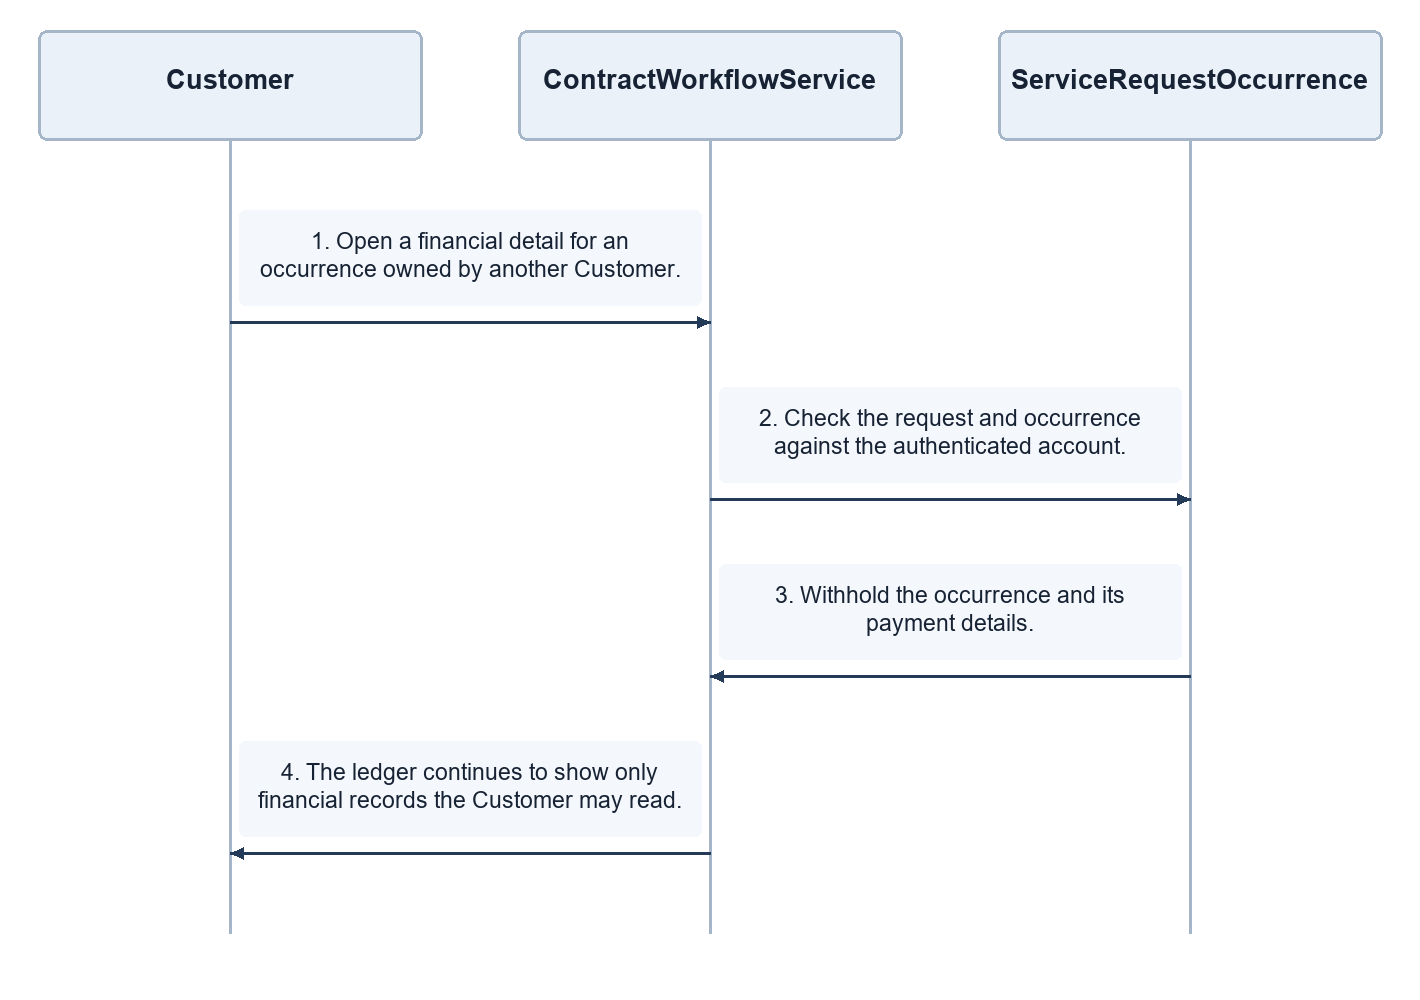 Customer
ContractWorkflowService
ServiceRequestOccurrence
1. Open a financial detail for an
occurrence owned by another Customer.
2. Check the request and occurrence
against the authenticated account.
3. Withhold the occurrence and its
payment details.
4. The ledger continues to show only
financial records the Customer may read.